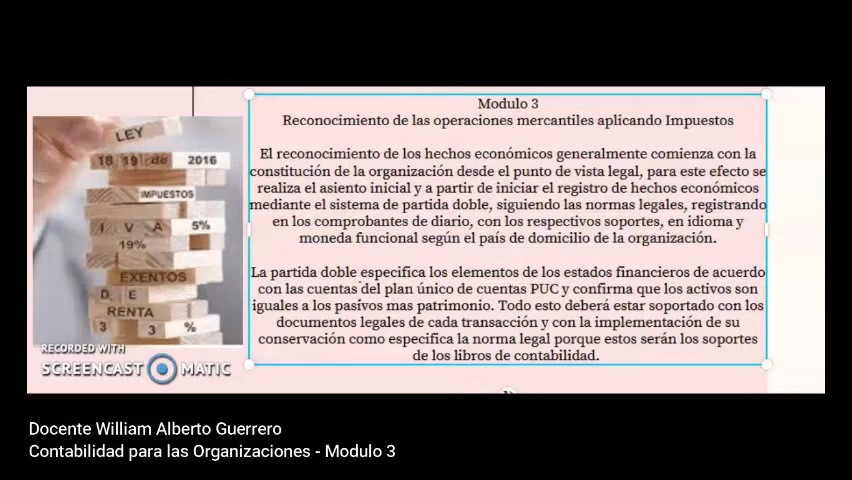 LEY
18 19 de 2016
IMPUESTOS
I V A 5%
19%
EXENTOS
D E
RENTA
3 3 %
RECORDED WITH
SCREENCAST MATIC
Modulo 3
Reconocimiento de las operaciones mercantiles aplicando Impuestos
El reconocimiento de los hechos económicos generalmente comienza con la
constitución de la organización desde el punto de vista legal, para este efecto se
realiza el asiento inicial y a partir de iniciar el registro de hechos económicos
mediante el sistema de partida doble, siguiendo las normas legales, registrando
en los comprobantes de diario, con los respectivos soportes, en idioma y
moneda funcional según el país de domicilio de la organización.
La partida doble especifica los elementos de los estados financieros de acuerdo
con las cuentas del plan único de cuentas PUC y confirma que los activos son
iguales a los pasivos mas patrimonio. Todo esto deberá estar soportado con los
documentos legales de cada transacción y con la implementación de su
conservación como especifica la norma legal porque estos serán los soportes
de los libros de contabilidad.
Docente William Alberto Guerrero
Contabilidad para las Organizaciones - Modulo 3